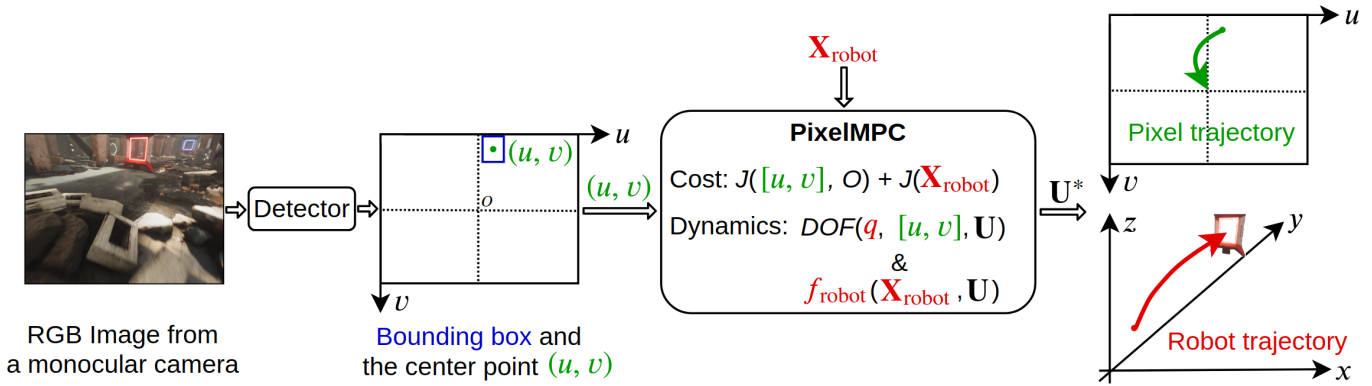 RGB Image from
a monocular camera
Detector
u
(u, v)
o
v
Bounding box and
the center point (u, v)
(u, v)
X_robot
PixelMPC
Cost: J([u, v], O) + J(X_robot)
Dynamics: DOF(q, [u, v], U)
&
f_robot(X_robot, U)
U*
u
Pixel trajectory
v
z
y
Robot trajectory
x